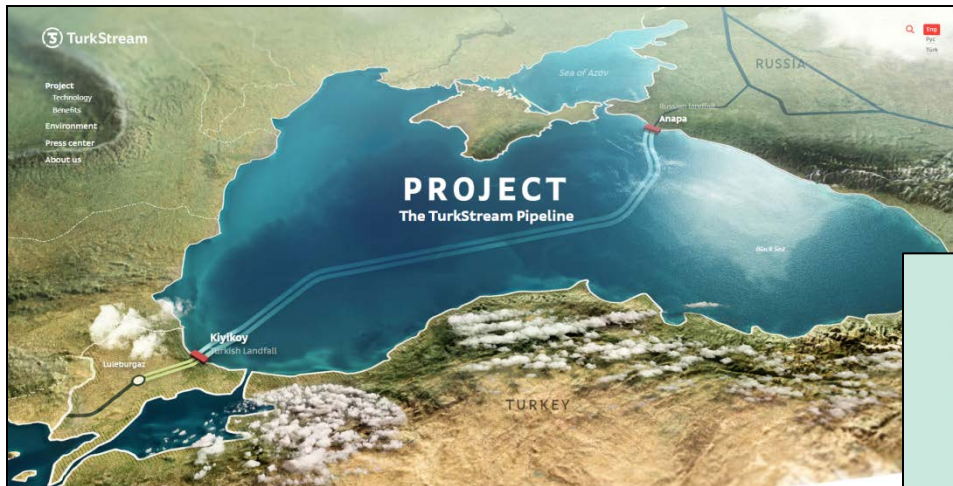 TurkStream
Eng
Рус
Türk
Project
Technology
Benefits
Environment
Press center
About us
Sea of Azov
RUSSIA
Russian landfall
Anapa
PROJECT
The TurkStream Pipeline
Black Sea
Kiyikoy
Turkish Landfall
Luleburgaz
TURKEY